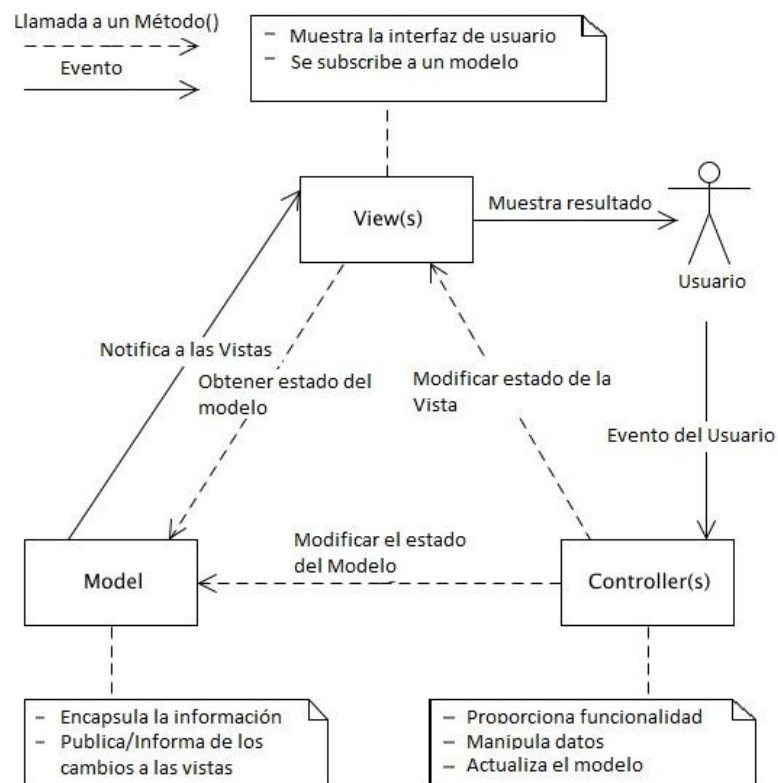 Llamada a un Método()
Evento
– Muestra la interfaz de usuario
– Se subscribe a un modelo
View(s)
Muestra resultado
Usuario
Notifica a las Vistas
Obtener estado del
modelo
Modificar estado de la
Vista
Evento del Usuario
Model
Modificar el estado
del Modelo
Controller(s)
– Encapsula la información
– Publica/Informa de los
cambios a las vistas
– Proporciona funcionalidad
– Manipula datos
– Actualiza el modelo